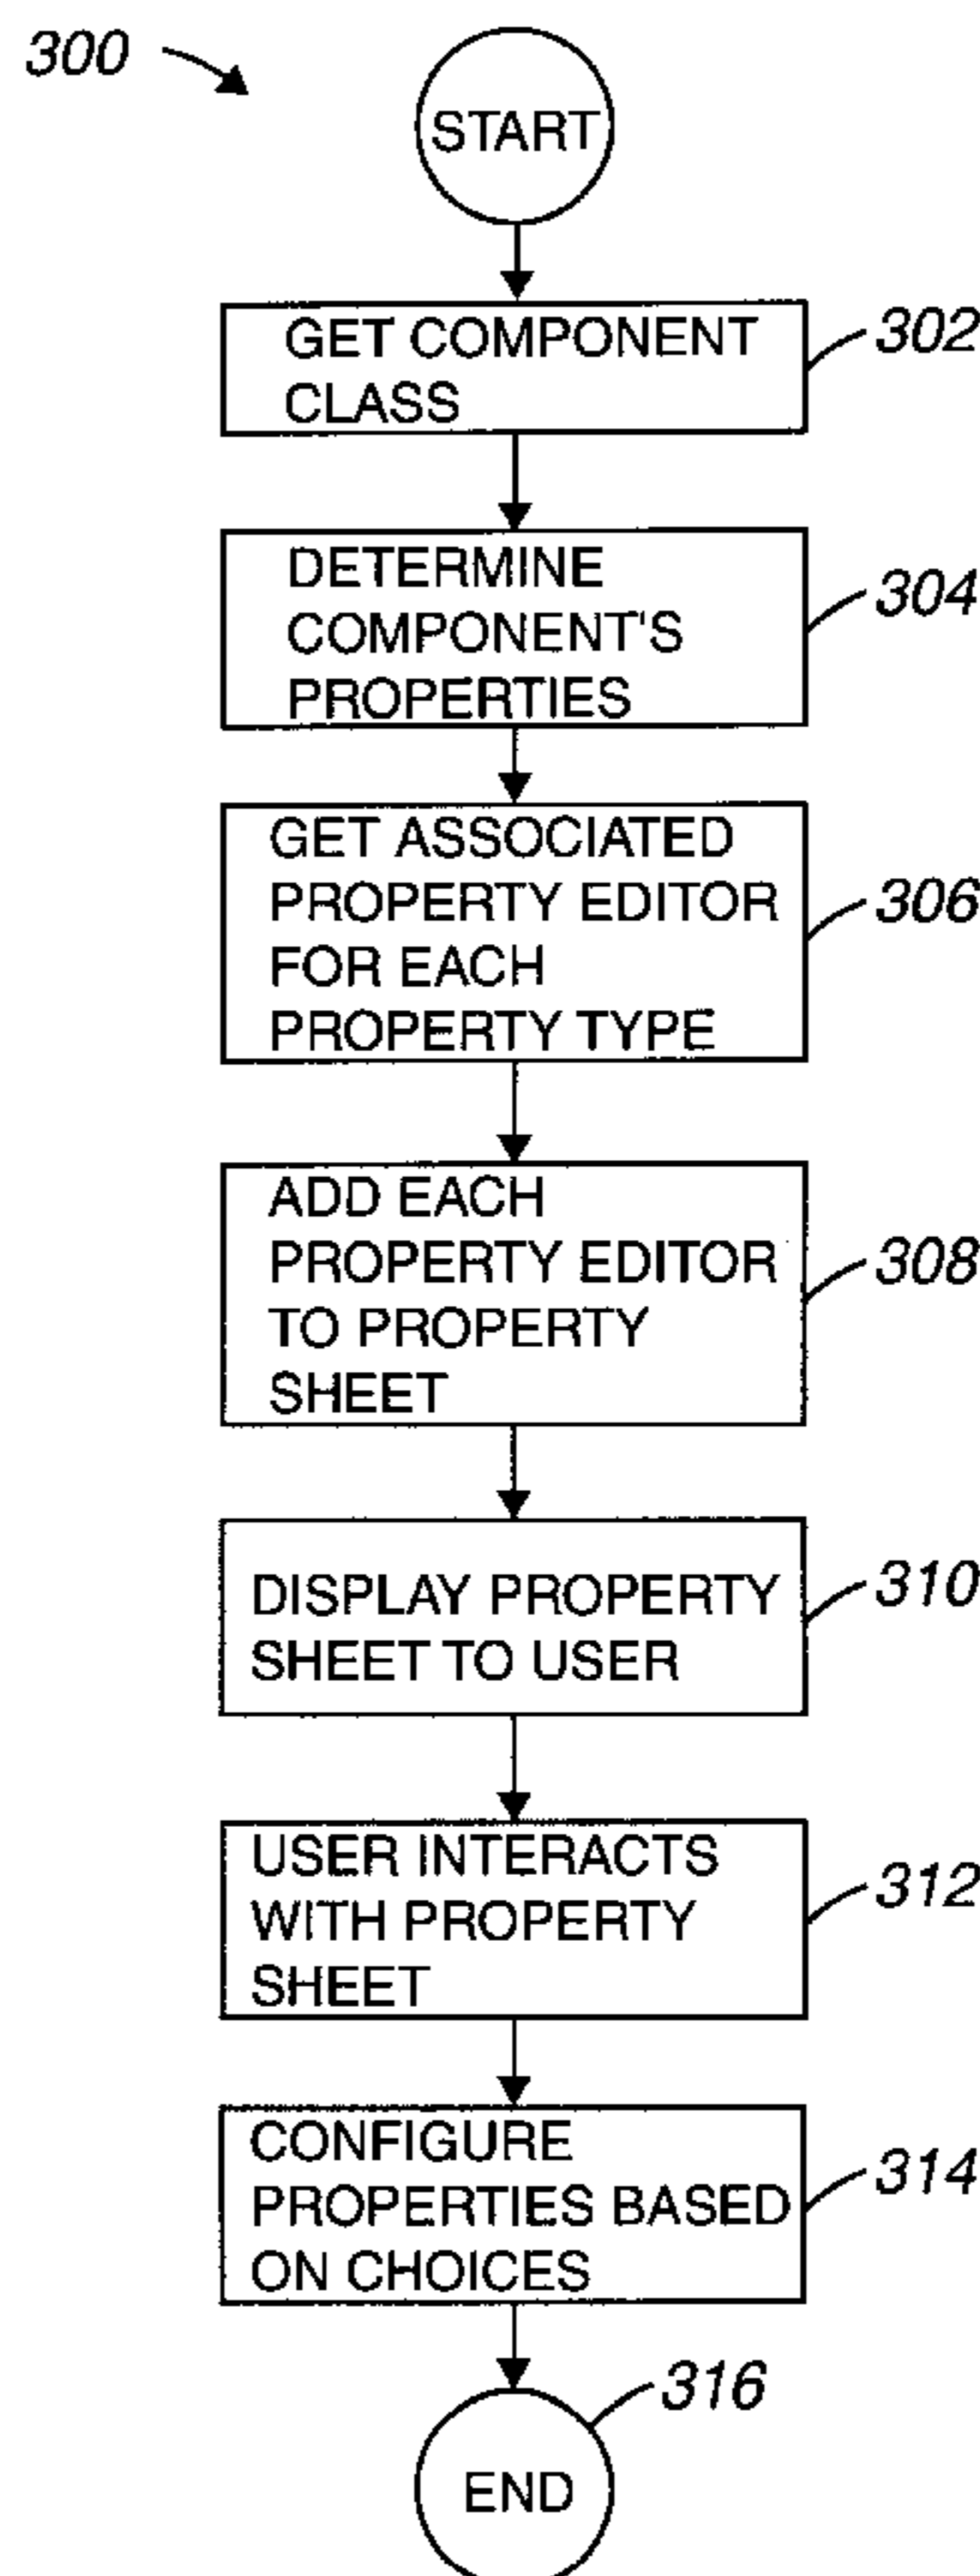 300
START
GET COMPONENT
CLASS
302
DETERMINE
COMPONENT'S
PROPERTIES
304
GET ASSOCIATED
PROPERTY EDITOR
FOR EACH
PROPERTY TYPE
306
ADD EACH
PROPERTY EDITOR
TO PROPERTY
SHEET
308
DISPLAY PROPERTY
SHEET TO USER
310
USER INTERACTS
WITH PROPERTY
SHEET
312
CONFIGURE
PROPERTIES BASED
ON CHOICES
314
316
END